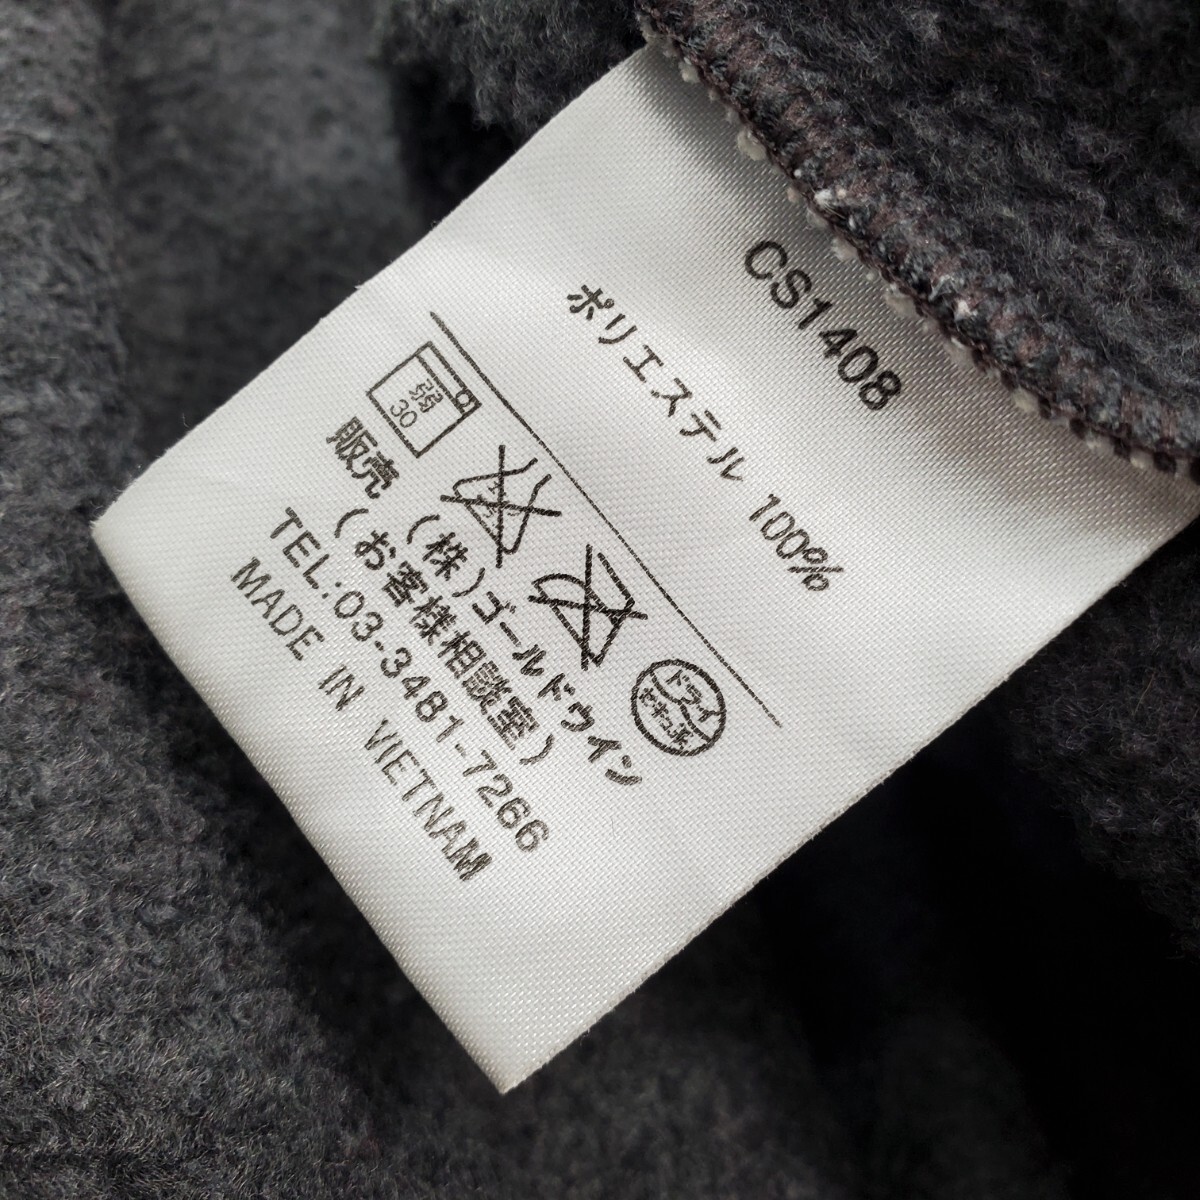 CS1408
ポリエステル 100%
弱
30
ドライ
セキユ系
販売 (株)ゴールドウイン
(お客様相談室)
TEL:03-3481-7266
MADE IN VIETNAM